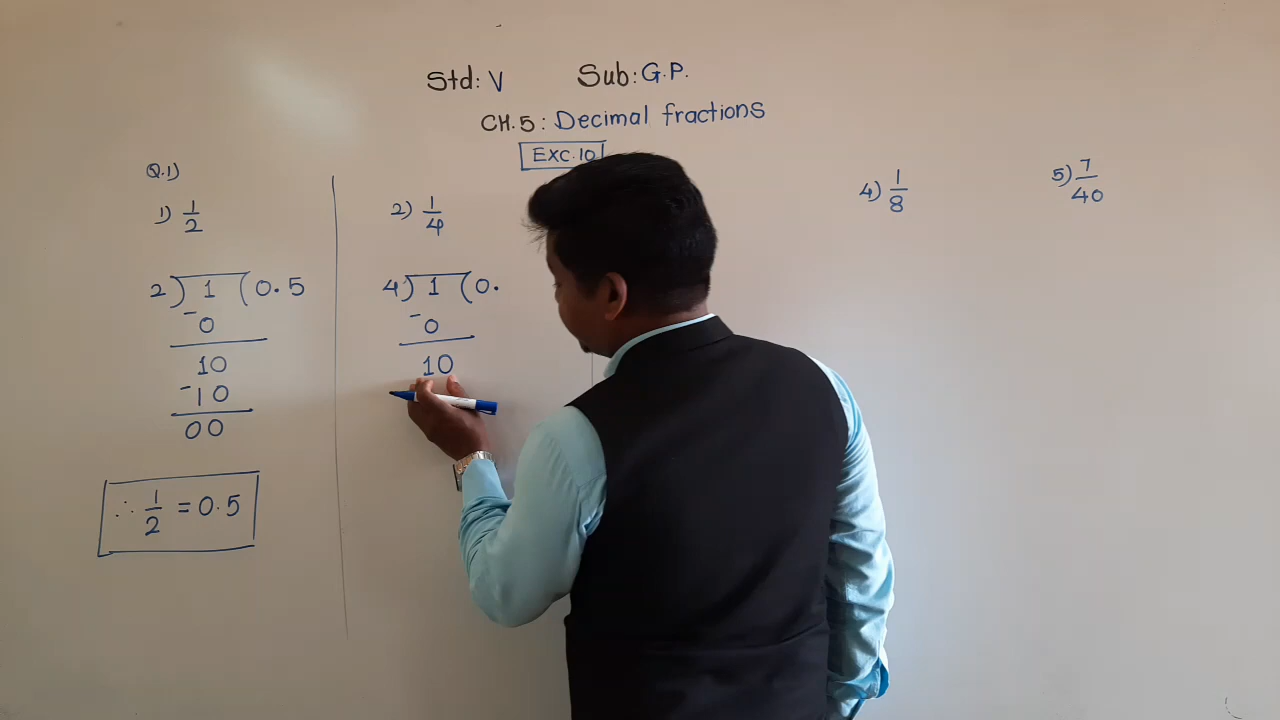 Std: V Sub: G.P.
CH.5: Decimal fractions
Exc. 10
Q.1)
1) 1/2
2) 1 ( 0.5
- 0
10
- 10
00
∴ 1/2 = 0.5
2) 1/4
4) 1 ( 0.
- 0
10
4) 1/8
5) 7/40